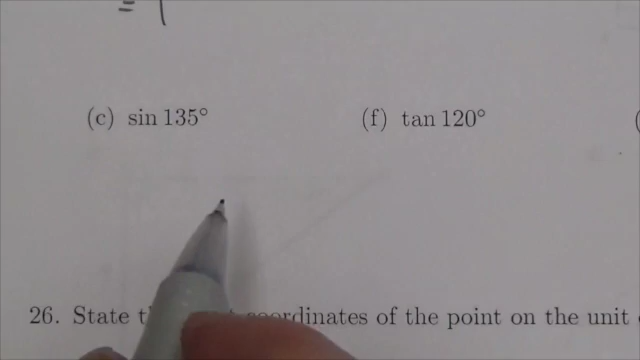 =
(c) sin 135° (f) tan 120° (
26. State coordinates of the point on the unit